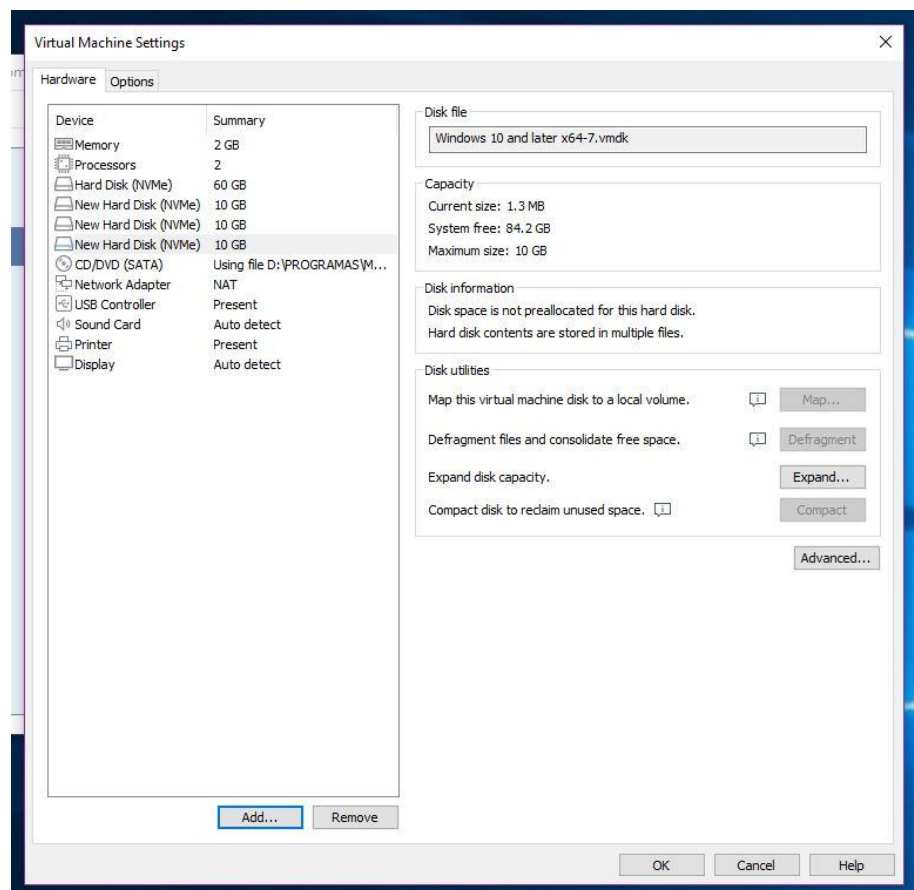 Virtual Machine Settings
Hardware Options
Device Summary
Memory 2 GB
Processors 2
Hard Disk (NVMe) 60 GB
New Hard Disk (NVMe) 10 GB
New Hard Disk (NVMe) 10 GB
New Hard Disk (NVMe) 10 GB
CD/DVD (SATA) Using file D:\PROGRAMAS\M...
Network Adapter NAT
USB Controller Present
Sound Card Auto detect
Printer Present
Display Auto detect
Add... Remove
Disk file
Windows 10 and later x64-7.vmdk
Capacity
Current size: 1.3 MB
System free: 84.2 GB
Maximum size: 10 GB
Disk information
Disk space is not preallocated for this hard disk.
Hard disk contents are stored in multiple files.
Disk utilities
Map this virtual machine disk to a local volume. Map...
Defragment files and consolidate free space. Defragment
Expand disk capacity. Expand...
Compact disk to reclaim unused space. Compact
Advanced...
OK Cancel Help